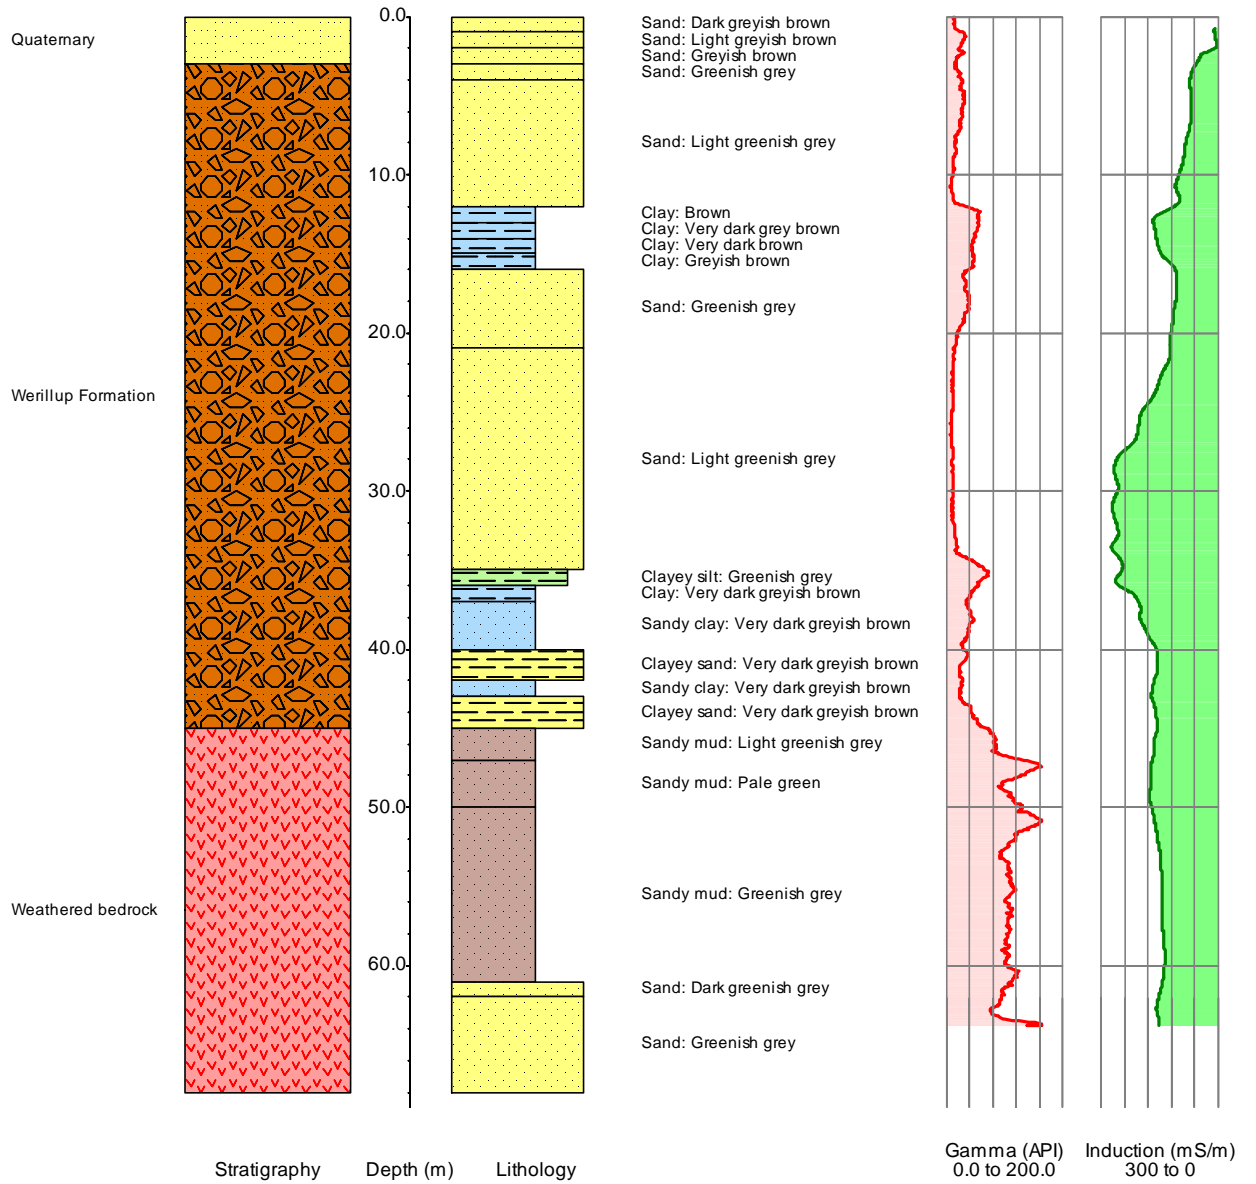 0.0
Sand: Dark greyish brown
Quaternary
Sand: Light greyish brown
Sand: Greyish brown
Sand: Greenish grey
Sand: Light greenish grey
10.0
Clay: Brown
Clay: Very dark grey brown
Clay: Very dark brown
Clay: Greyish brown
Sand: Greenish grey
20.0
Werillup Formation
Sand: Light greenish grey
30.0
Clayey silt: Greenish grey
Clay: Very dark greyish brown
Sandy clay: Very dark greyish brown
40.0
Clayey sand: Very dark greyish brown
Sandy clay: Very dark greyish brown
Clayey sand: Very dark greyish brown
Sandy mud: Light greenish grey
Sandy mud: Pale green
50.0
Sandy mud: Greenish grey
Weathered bedrock
60.0
Sand: Dark greenish grey
Sand: Greenish grey
Stratigraphy
Depth (m)
Lithology
Gamma (API)
0.0 to 200.0
Induction (mS/m)
300 to 0